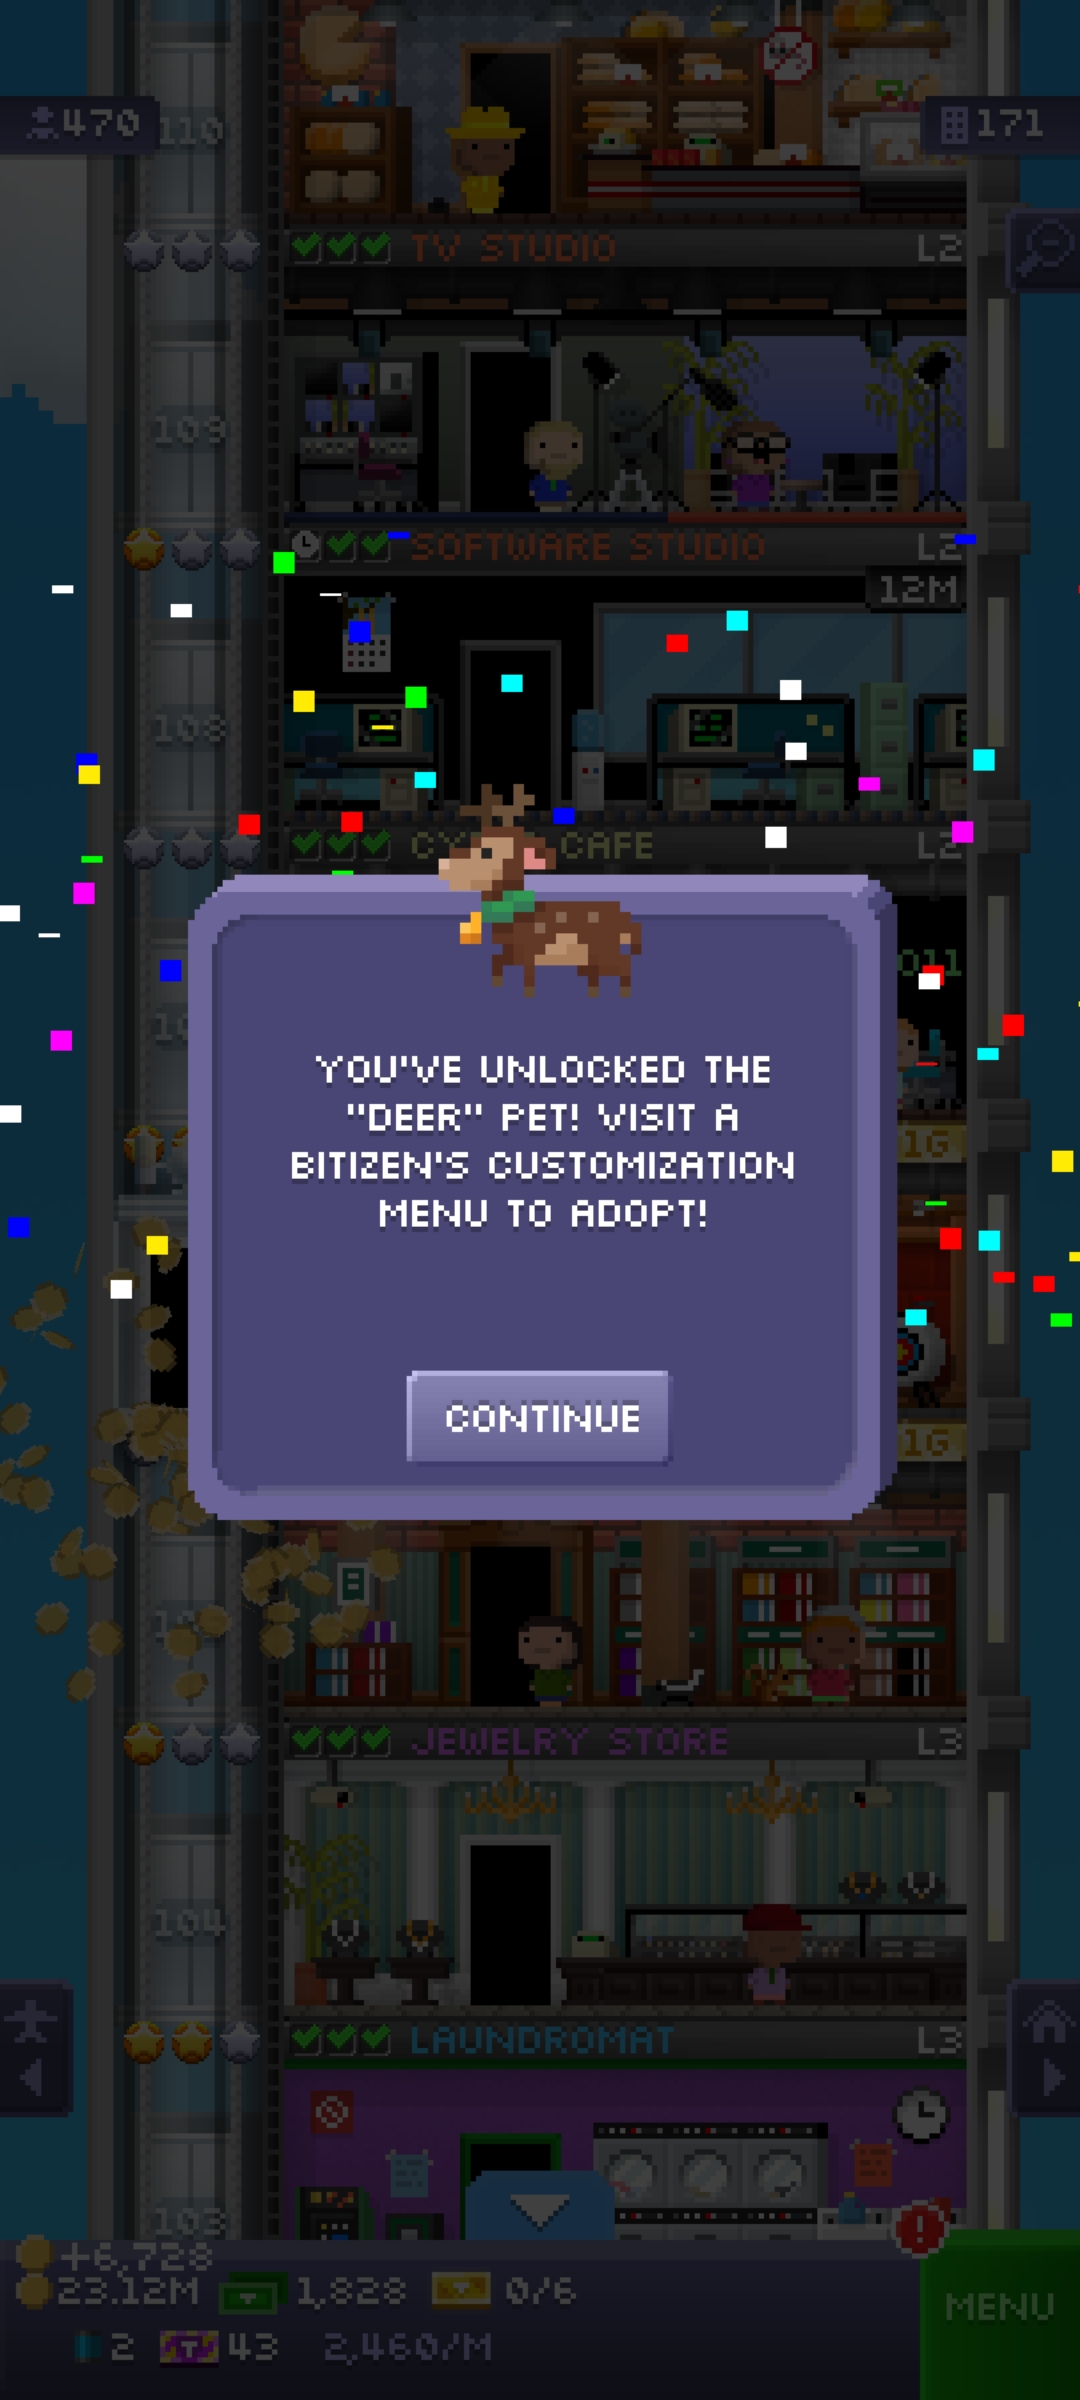 470
110
171
TV STUDIO
L2
109
SOFTWARE STUDIO
L2
12M
108
CAFE
L2
011
YOU'VE UNLOCKED THE
"DEER" PET! VISIT A
BITIZEN'S CUSTOMIZATION
MENU TO ADOPT!
1G
CONTINUE
1G
JEWELRY STORE
L3
104
LAUNDROMAT
L3
103
+6,728
23.12M
1,828
0/6
MENU
2
43
2,460/M